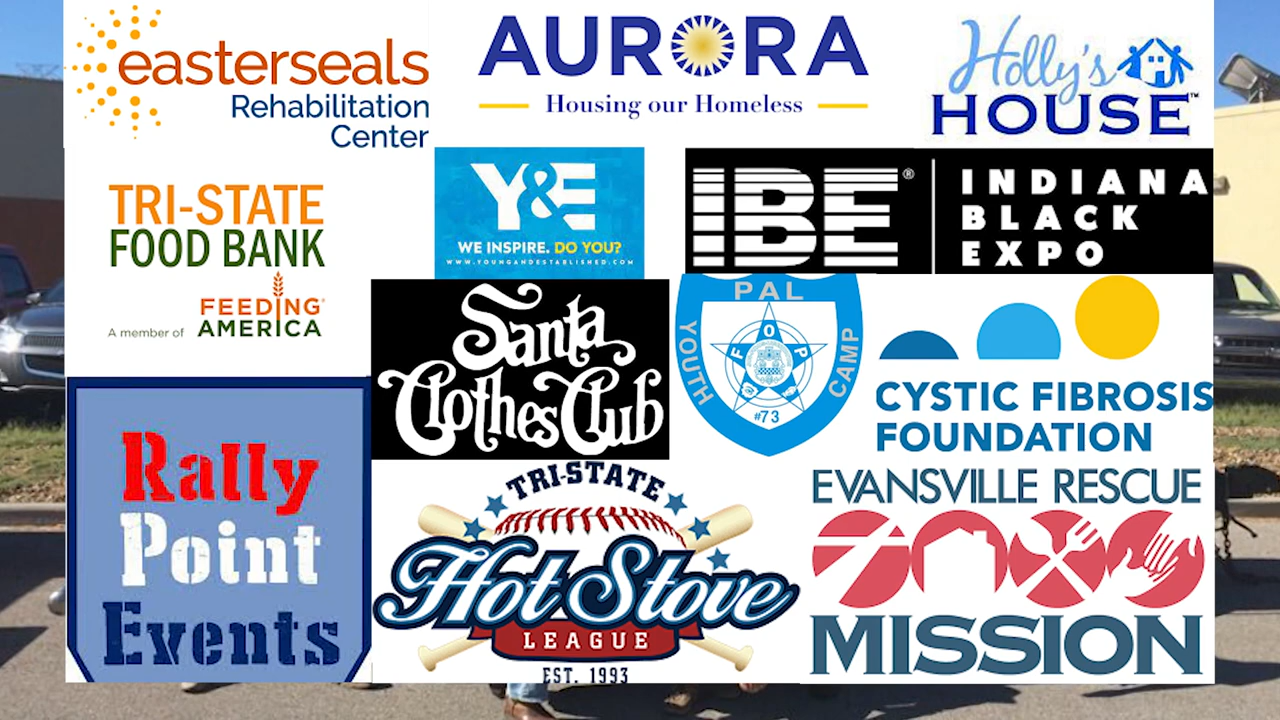 easterseals
Rehabilitation
Center
AURORA
Housing our Homeless
Holly's
HOUSE™
TRI-STATE
FOOD BANK
A member of
FEEDING
AMERICA
Y&E
WE INSPIRE. DO YOU?
WWW.YOUNGANDESTABLISHED.COM
IBE®
INDIANA
BLACK
EXPO
Santa
Clothes Club
PAL
YOUTH
CAMP
FOP
#73
CYSTIC FIBROSIS
FOUNDATION
Rally
Point
Events
TRI-STATE
Hot Stove
LEAGUE
EST. 1993
EVANSVILLE RESCUE
MISSION